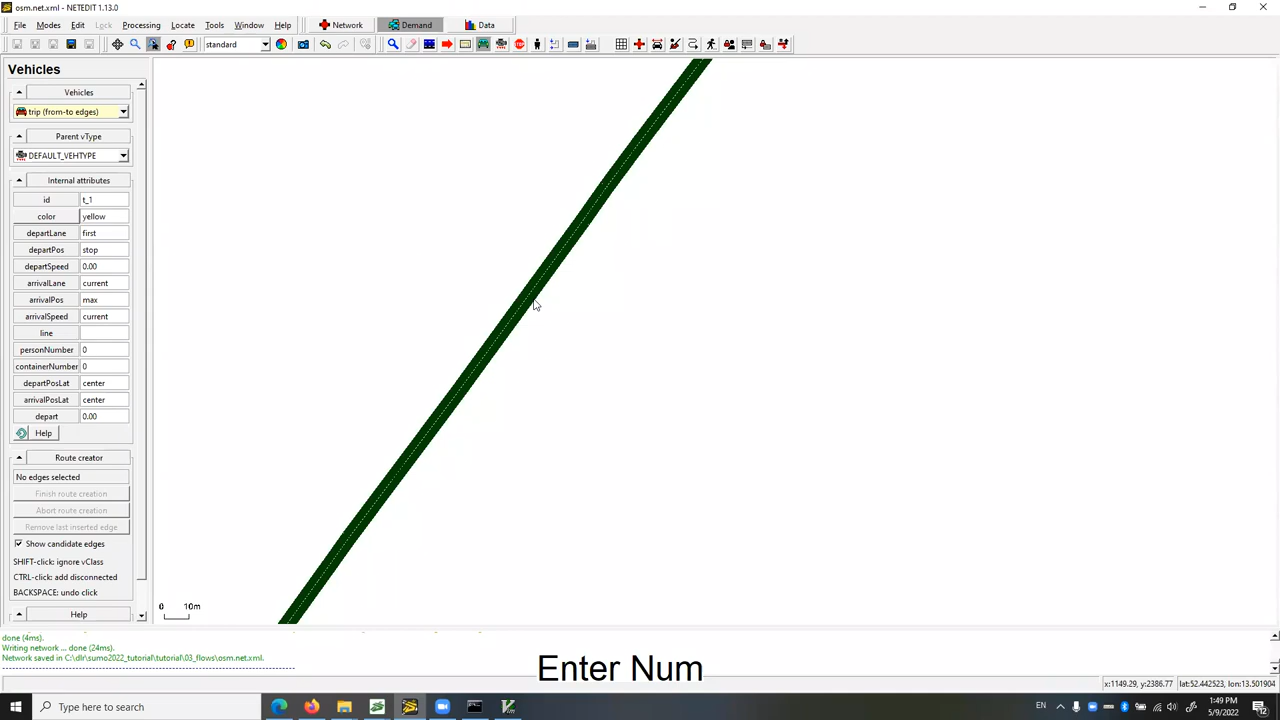 osm.net.xml - NETEDIT 1.13.0
File Modes Edit Lock Processing Locate Tools Window Help Network Demand Data
standard
Vehicles
Vehicles
trip (from-to edges)
Parent vType
DEFAULT_VEHTYPE
Internal attributes
id t_1
color yellow
departLane first
departPos stop
departSpeed 0.00
arrivalLane current
arrivalPos max
arrivalSpeed current
line
personNumber 0
containerNumber 0
departPosLat center
arrivalPosLat center
depart 0.00
Help
Route creator
No edges selected
Finish route creation
Abort route creation
Remove last inserted edge
Show candidate edges
SHIFT-click: ignore vClass
CTRL-click: add disconnected
BACKSPACE: undo click
Help
0 10m
done (4ms).
Writing network ... done (24ms).
Network saved in C:\dlr\sumo2022_tutorial\tutorial\03_flows\osm.net.xml.
Enter Num
x:1149.29, y:2386.77 lat:52.442523, lon:13.501904
Type here to search
EN 1:49 PM
5/9/2022